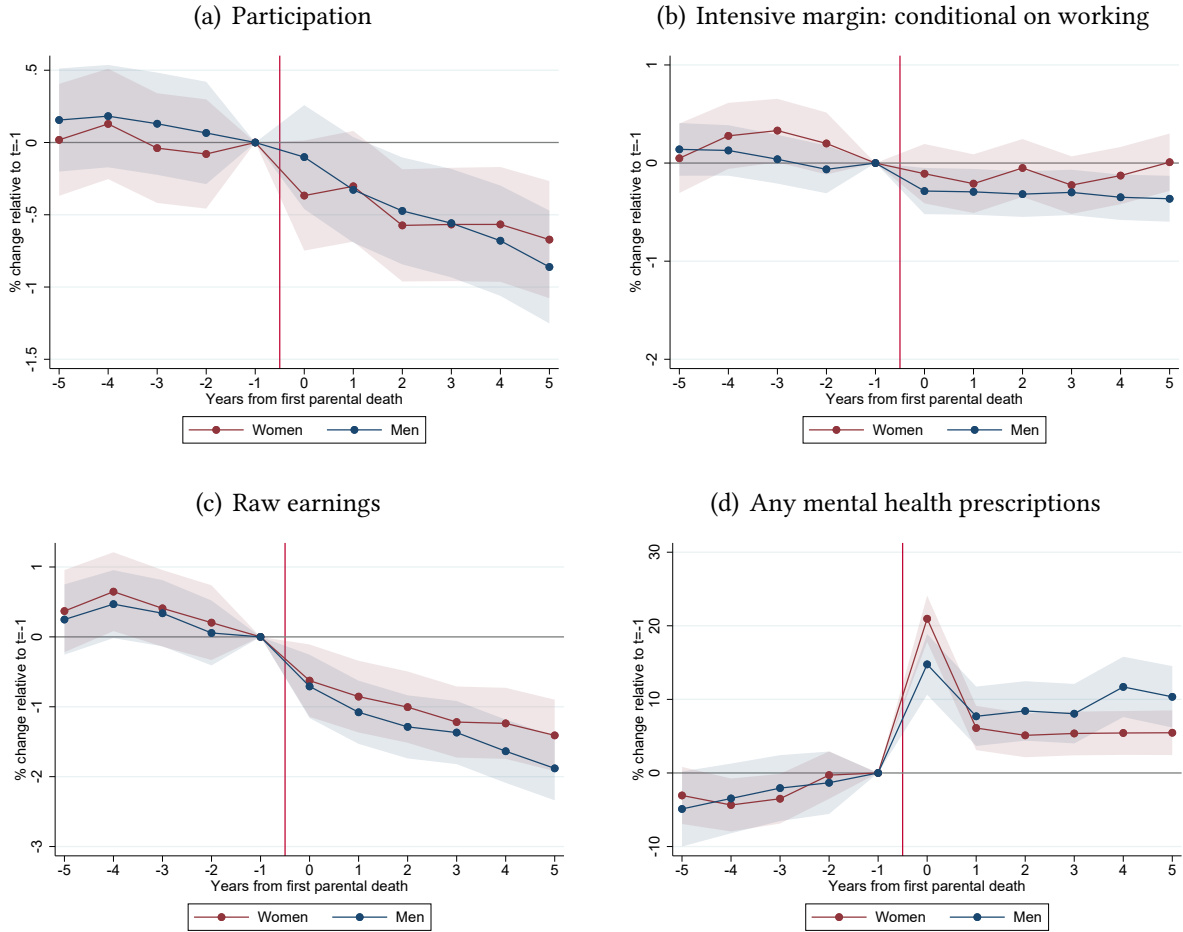 (a) Participation
% change relative to t=-1
.5
0
-.5
-1
-1.5
-5 -4 -3 -2 -1 0 1 2 3 4 5
Years from first parental death
Women Men
(b) Intensive margin: conditional on working
% change relative to t=-1
1
0
-1
-2
-5 -4 -3 -2 -1 0 1 2 3 4 5
Years from first parental death
Women Men
(c) Raw earnings
% change relative to t=-1
1
0
-1
-2
-3
-5 -4 -3 -2 -1 0 1 2 3 4 5
Years from first parental death
Women Men
(d) Any mental health prescriptions
% change relative to t=-1
30
20
10
0
-10
-5 -4 -3 -2 -1 0 1 2 3 4 5
Years from first parental death
Women Men